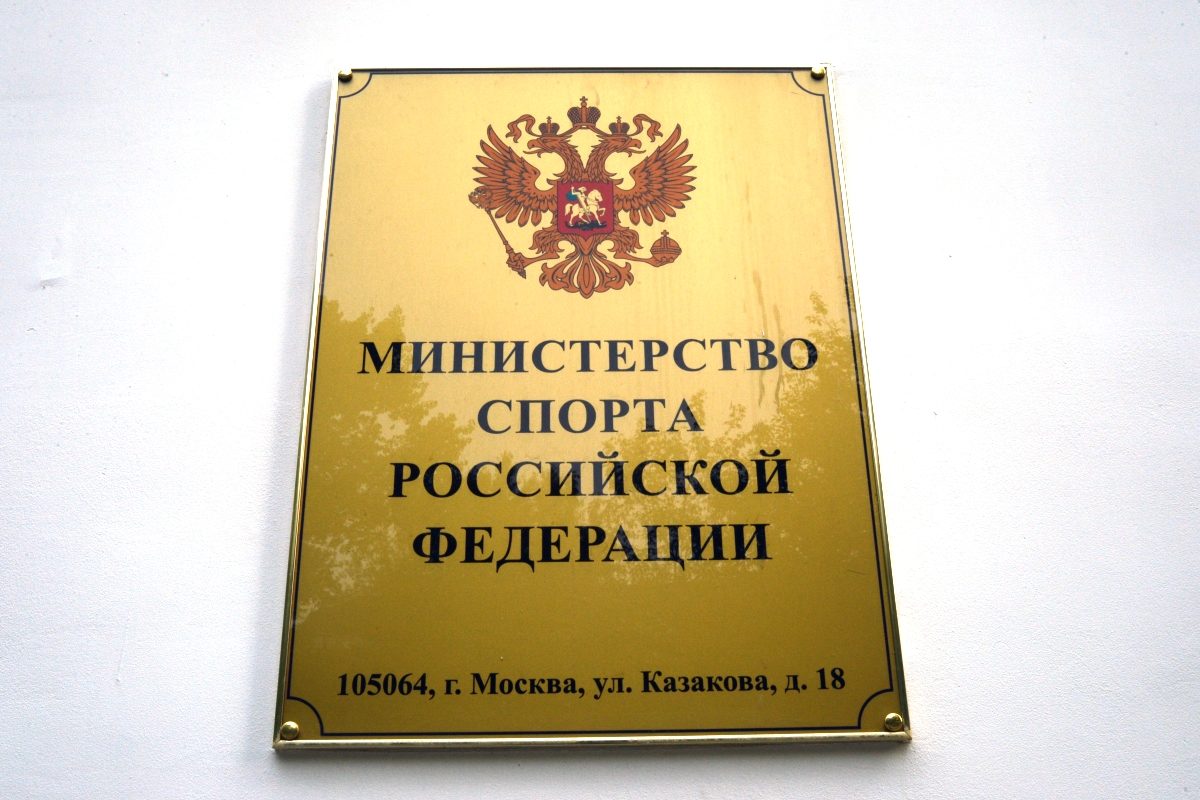 МИНИСТЕРСТВО
СПОРТА
РОССИЙСКОЙ
ФЕДЕРАЦИИ
105064, г. Москва, ул. Казакова, д. 18